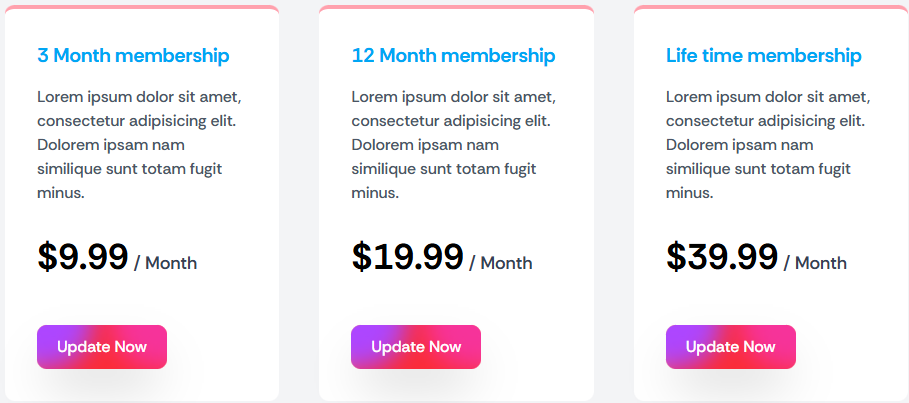 3 Month membership
Lorem ipsum dolor sit amet,
consectetur adipisicing elit.
Dolorem ipsam nam
similique sunt totam fugit
minus.
$9.99 / Month
Update Now
12 Month membership
Lorem ipsum dolor sit amet,
consectetur adipisicing elit.
Dolorem ipsam nam
similique sunt totam fugit
minus.
$19.99 / Month
Update Now
Life time membership
Lorem ipsum dolor sit amet,
consectetur adipisicing elit.
Dolorem ipsam nam
similique sunt totam fugit
minus.
$39.99 / Month
Update Now